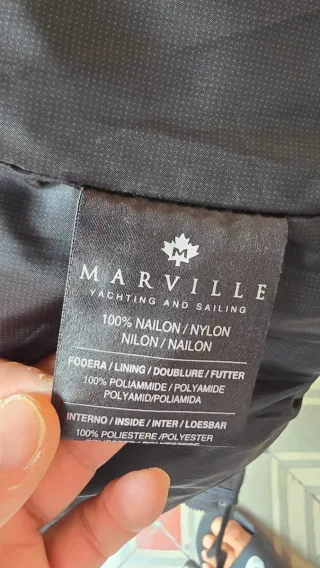 M
MARVILLE
YACHTING AND SAILING
100% NAILON / NYLON
NILON / NAILON
FODERA / LINING / DOUBLURE / FUTTER
100% POLIAMMIDE / POLYAMIDE
POLYAMID/POLIAMIDA
INTERNO / INSIDE / INTER / LOESBAR
100% POLIESTERE /POLYESTER